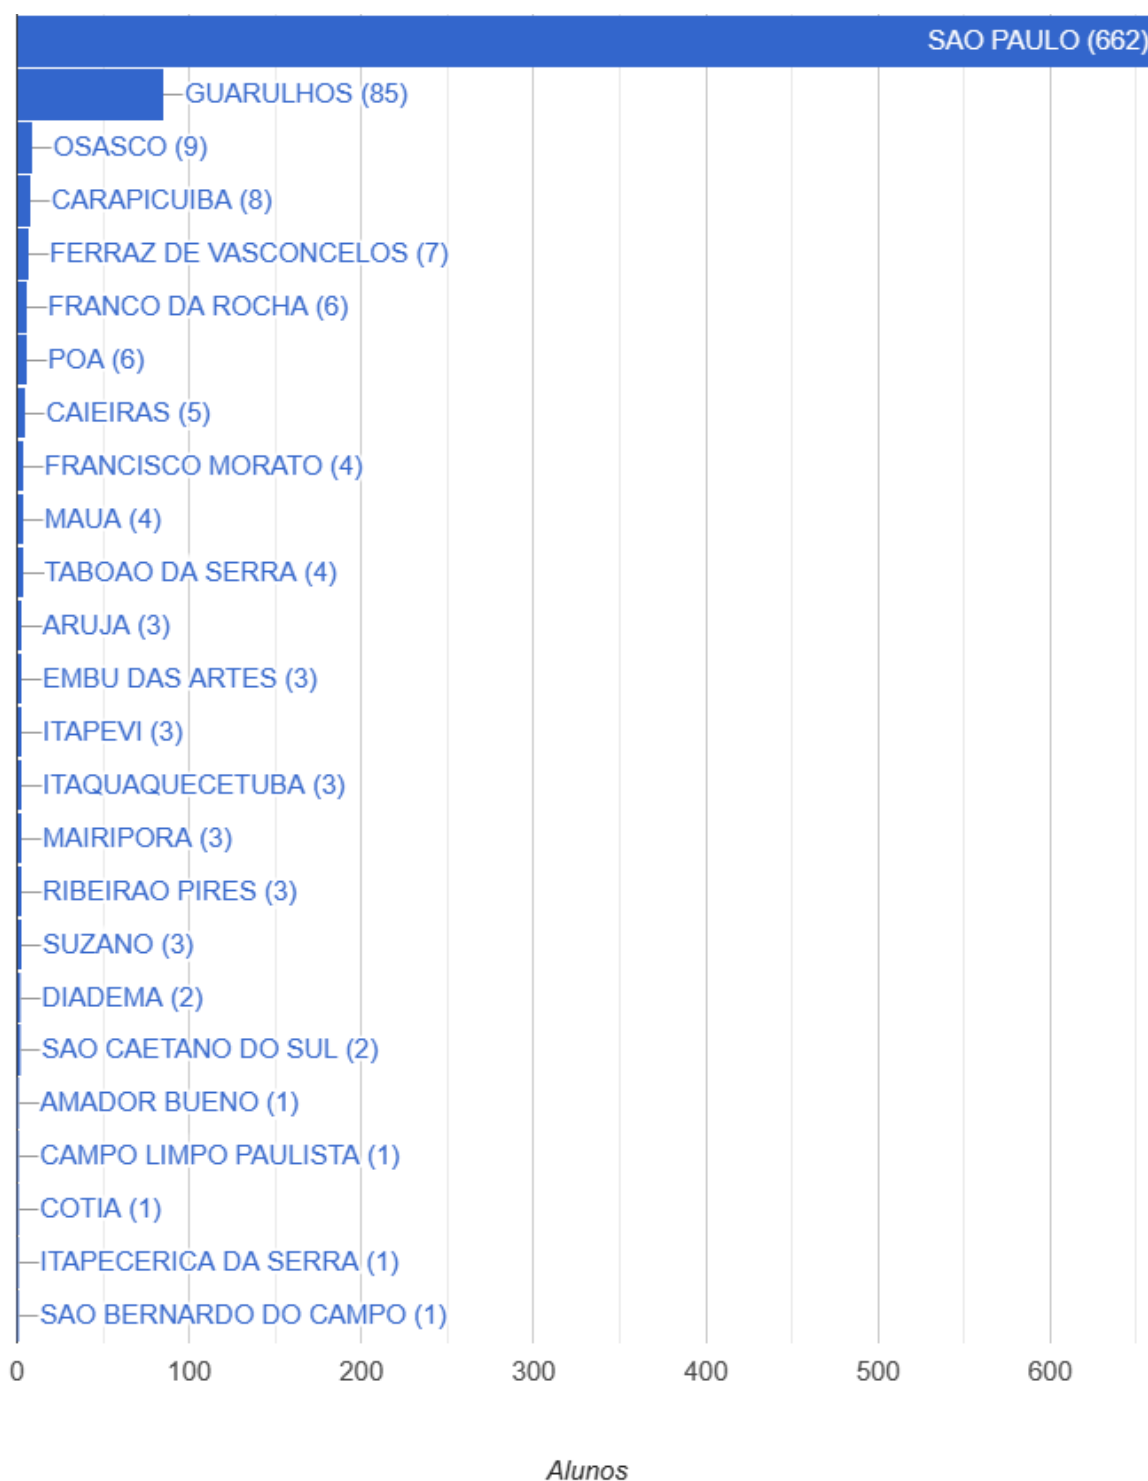 SAO PAULO (662)
GUARULHOS (85)
OSASCO (9)
CARAPICUIBA (8)
FERRAZ DE VASCONCELOS (7)
FRANCO DA ROCHA (6)
POA (6)
CAIEIRAS (5)
FRANCISCO MORATO (4)
MAUA (4)
TABOAO DA SERRA (4)
ARUJA (3)
EMBU DAS ARTES (3)
ITAPEVI (3)
ITAQUAQUECETUBA (3)
MAIRIPORA (3)
RIBEIRAO PIRES (3)
SUZANO (3)
DIADEMA (2)
SAO CAETANO DO SUL (2)
AMADOR BUENO (1)
CAMPO LIMPO PAULISTA (1)
COTIA (1)
ITAPECERICA DA SERRA (1)
SAO BERNARDO DO CAMPO (1)
0 100 200 300 400 500 600
Alunos